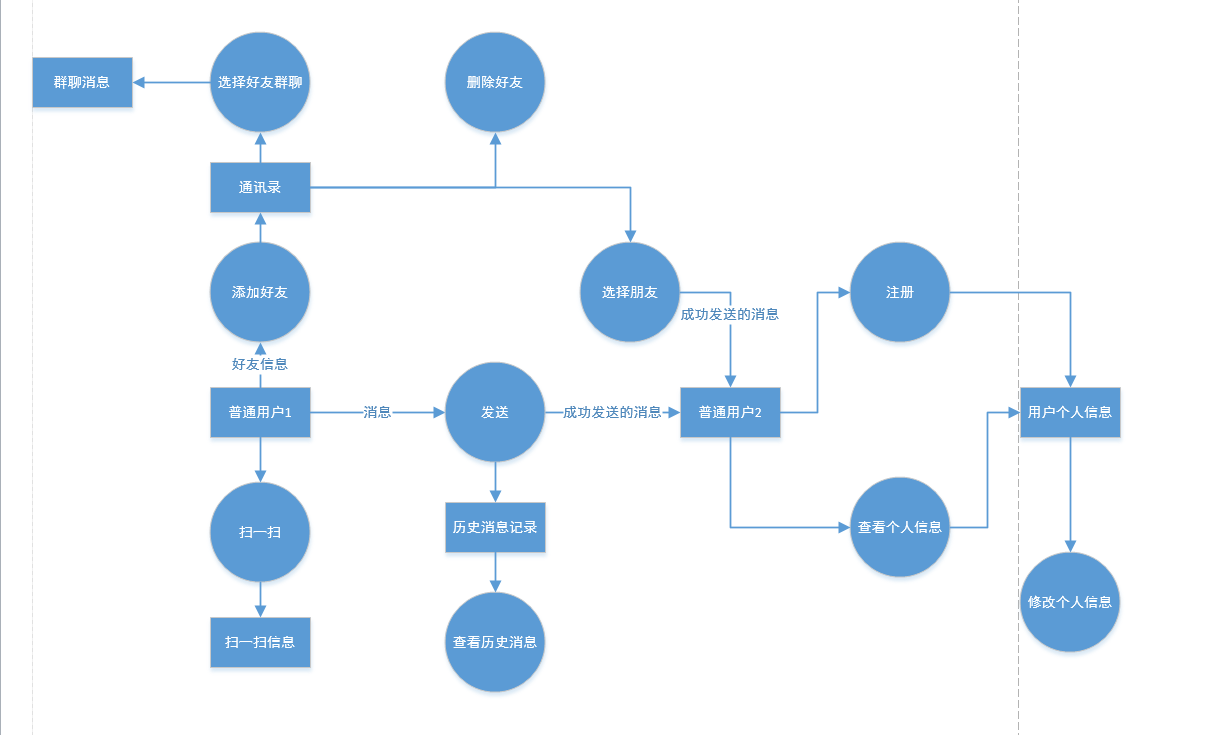 群聊消息
选择好友群聊
删除好友
通讯录
添加好友
选择朋友
注册
成功发送的消息
好友信息
普通用户1
消息
发送
成功发送的消息
普通用户2
用户个人信息
扫一扫
历史消息记录
查看个人信息
修改个人信息
扫一扫信息
查看历史消息